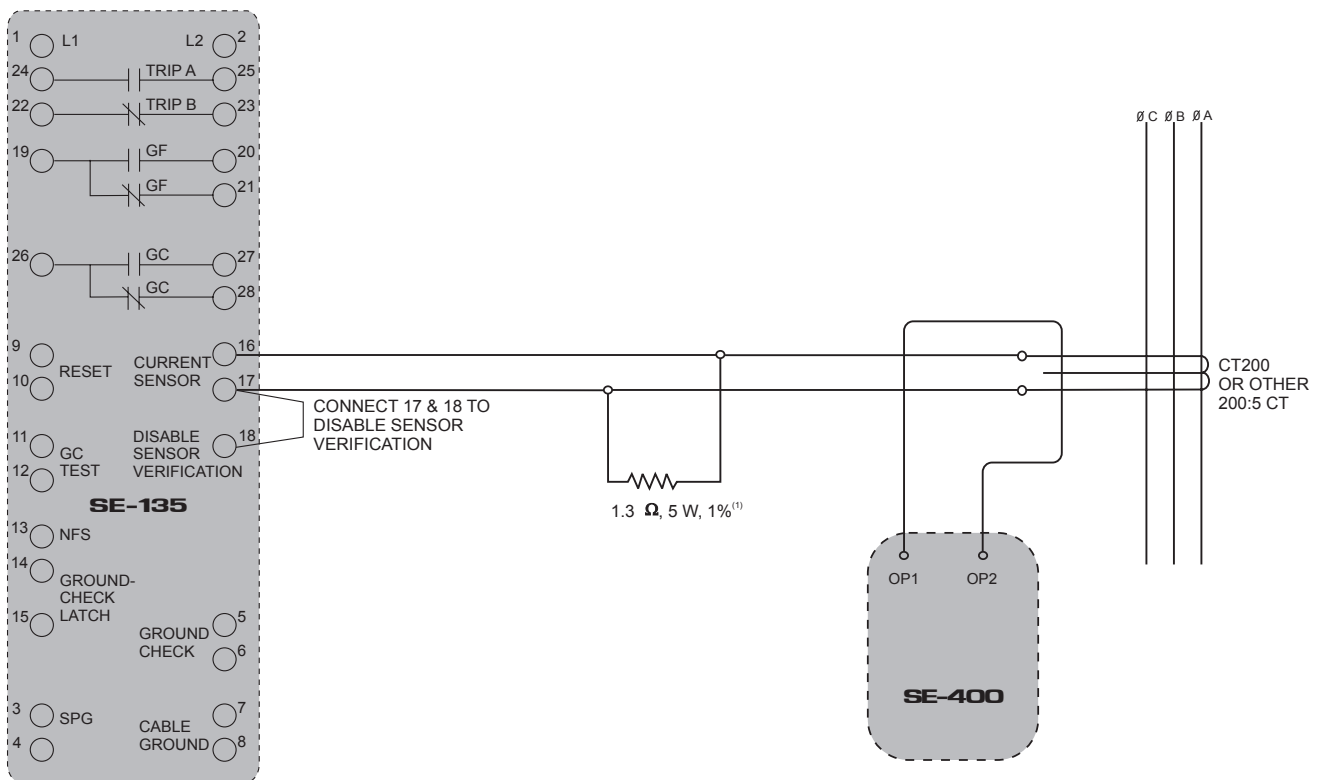 1 L1 L2 2
24 TRIP A 25
22 TRIP B 23
19 GF 20
GF 21
26 GC 27
GC 28
9 16
RESET
CURRENT
SENSOR
10 17
11 GC
TEST
12
DISABLE
SENSOR
VERIFICATION
18
SE-135
13 NFS
14
GROUND-
CHECK
LATCH
15
GROUND
CHECK
5
6
3 SPG
4
CABLE
GROUND
7
8
CONNECT 17 & 18 TO
DISABLE SENSOR
VERIFICATION
1.3 Ω, 5 W, 1%(1)
OP1 OP2
SE-400
Ø C Ø B Ø A
CT200
OR OTHER
200:5 CT